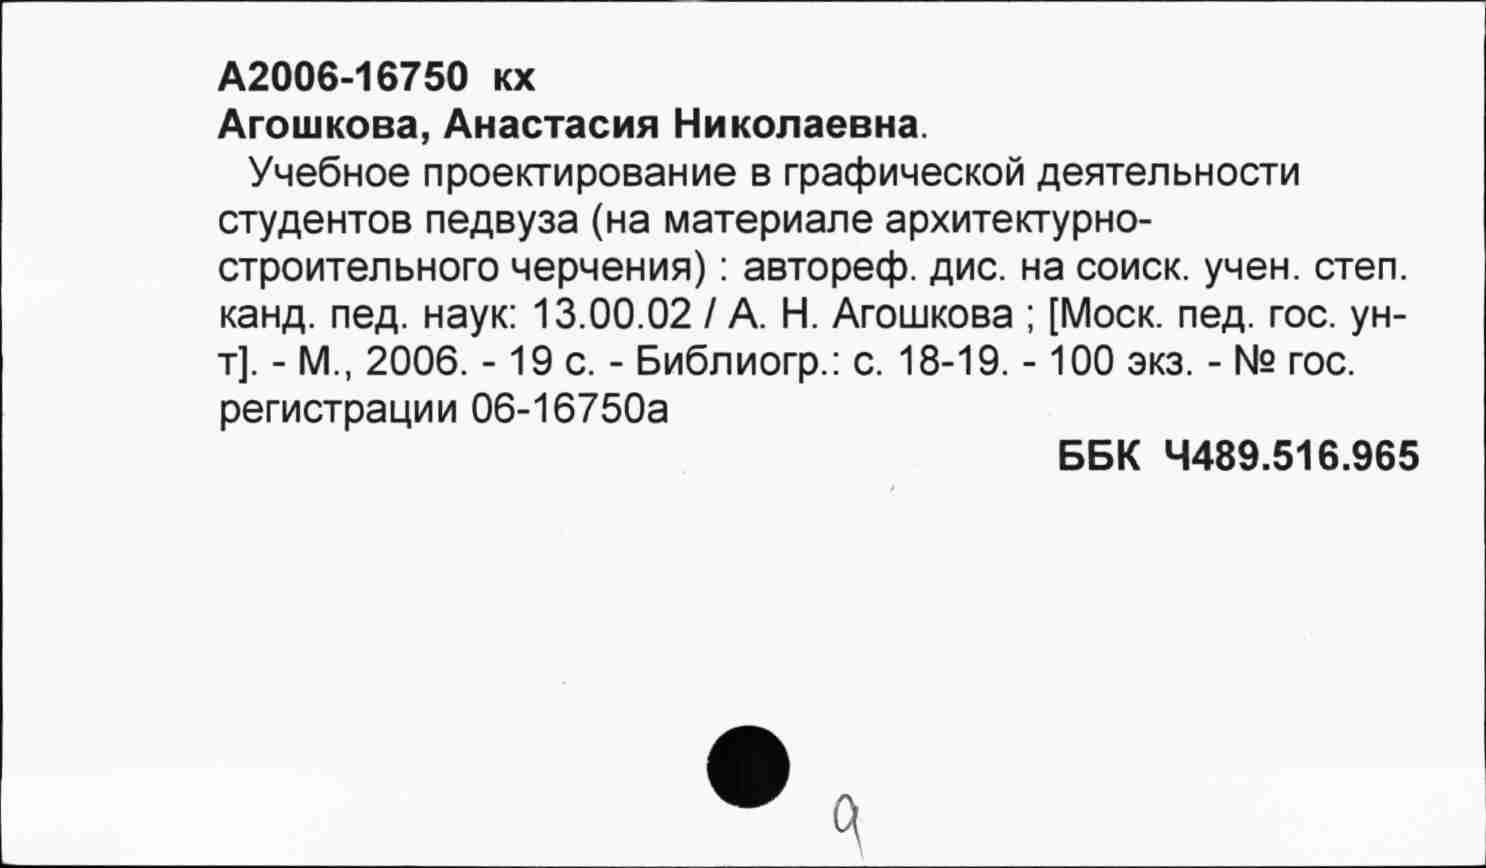 А2006-16750 кх
Агошкова, Анастасия Николаевна.
Учебное проектирование в графической деятельности
студентов педвуза (на материале архитектурно-
строительного черчения) : автореф. дис. на соиск. учен. степ.
канд. пед. наук: 13.00.02 / А. Н. Агошкова ; [Моск. пед. гос. ун-
т]. - М., 2006. - 19 с. - Библиогр.: с. 18-19. - 100 экз. - № гос.
регистрации 06-16750а
ББК Ч489.516.965